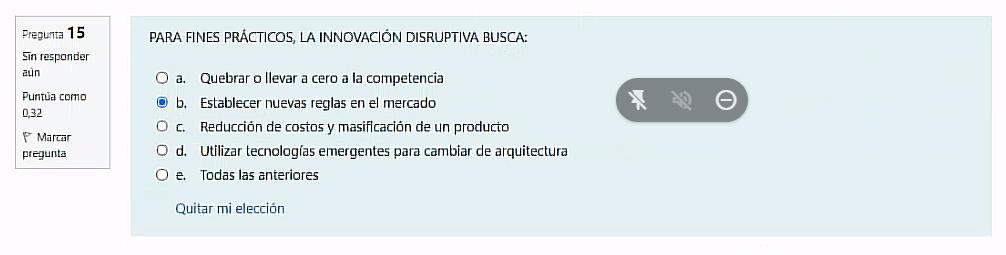 Pregunta 15
Sin responder
aún
Puntúa como
0,32
Marcar
pregunta
PARA FINES PRÁCTICOS, LA INNOVACIÓN DISRUPTIVA BUSCA:
a. Quebrar o llevar a cero a la competencia
b. Establecer nuevas reglas en el mercado
c. Reducción de costos y masificación de un producto
d. Utilizar tecnologías emergentes para cambiar de arquitectura
e. Todas las anteriores
Quitar mi elección